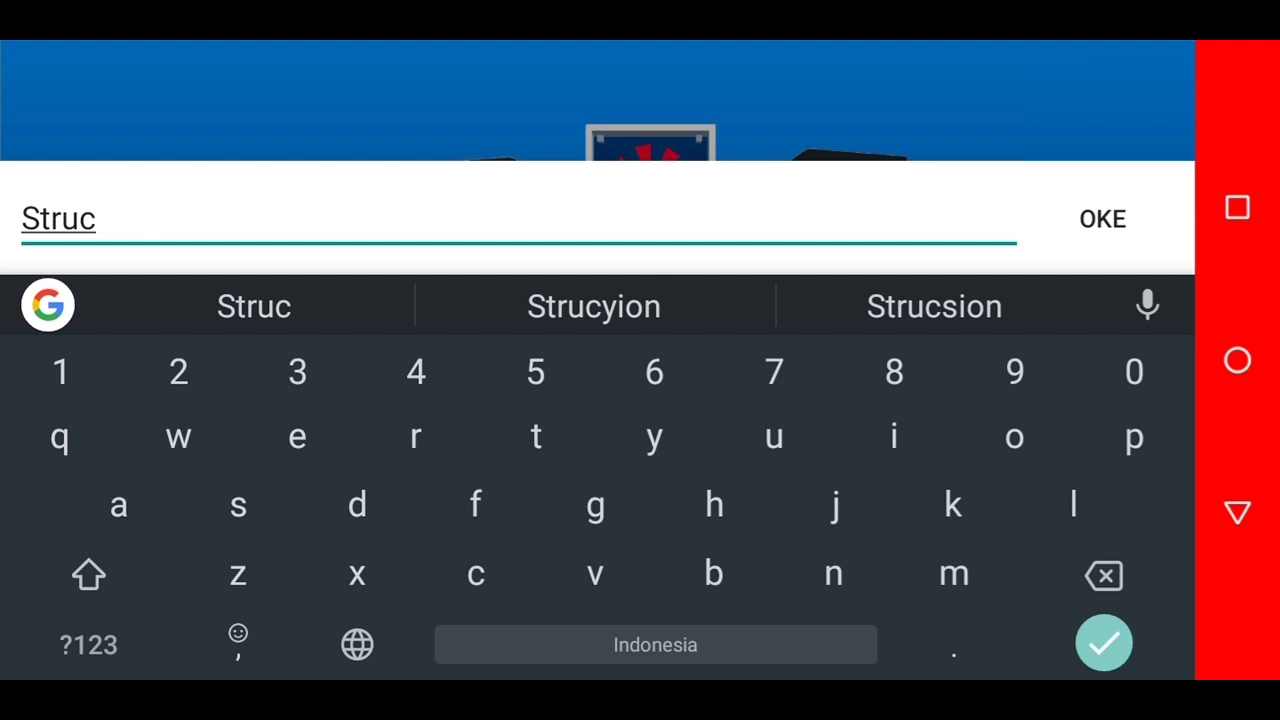 Struc
OKE
Struc Strucyion Strucsion
1 2 3 4 5 6 7 8 9 0
q w e r t y u i o p
a s d f g h j k l
z x c v b n m
?123 , Indonesia .